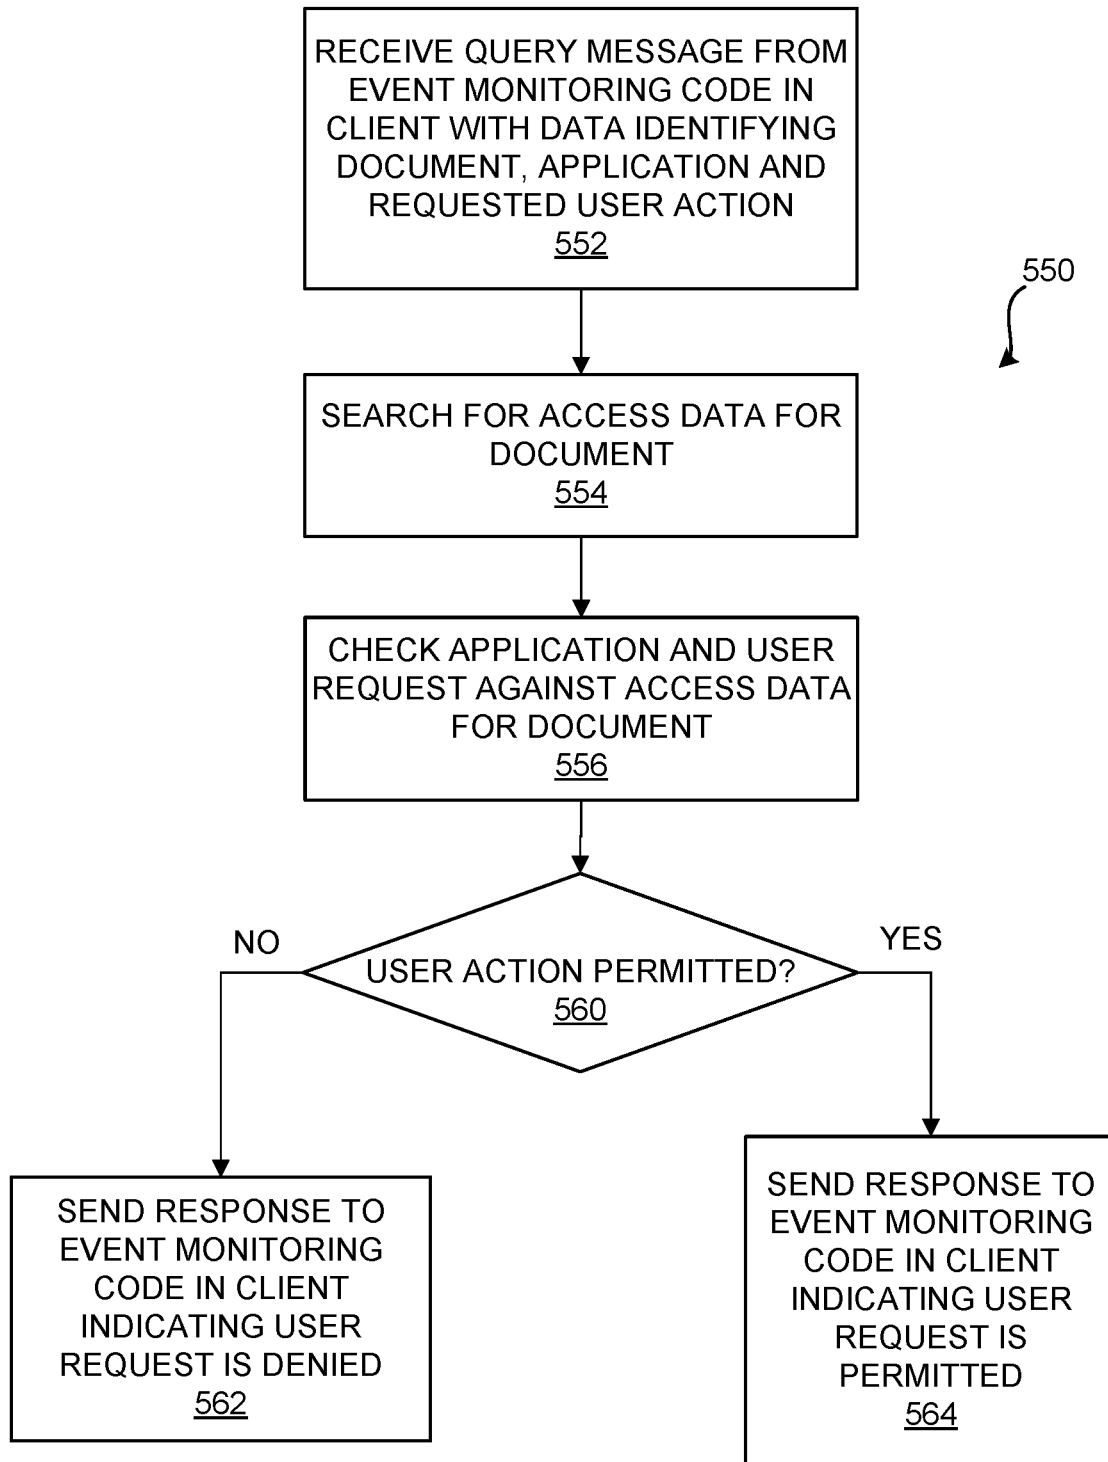 RECEIVE QUERY MESSAGE FROM
EVENT MONITORING CODE IN
CLIENT WITH DATA IDENTIFYING
DOCUMENT, APPLICATION AND
REQUESTED USER ACTION
552
550
SEARCH FOR ACCESS DATA FOR
DOCUMENT
554
CHECK APPLICATION AND USER
REQUEST AGAINST ACCESS DATA
FOR DOCUMENT
556
NO
YES
USER ACTION PERMITTED?
560
SEND RESPONSE TO
EVENT MONITORING
CODE IN CLIENT
INDICATING USER
REQUEST IS DENIED
562
SEND RESPONSE TO
EVENT MONITORING
CODE IN CLIENT
INDICATING USER
REQUEST IS
PERMITTED
564